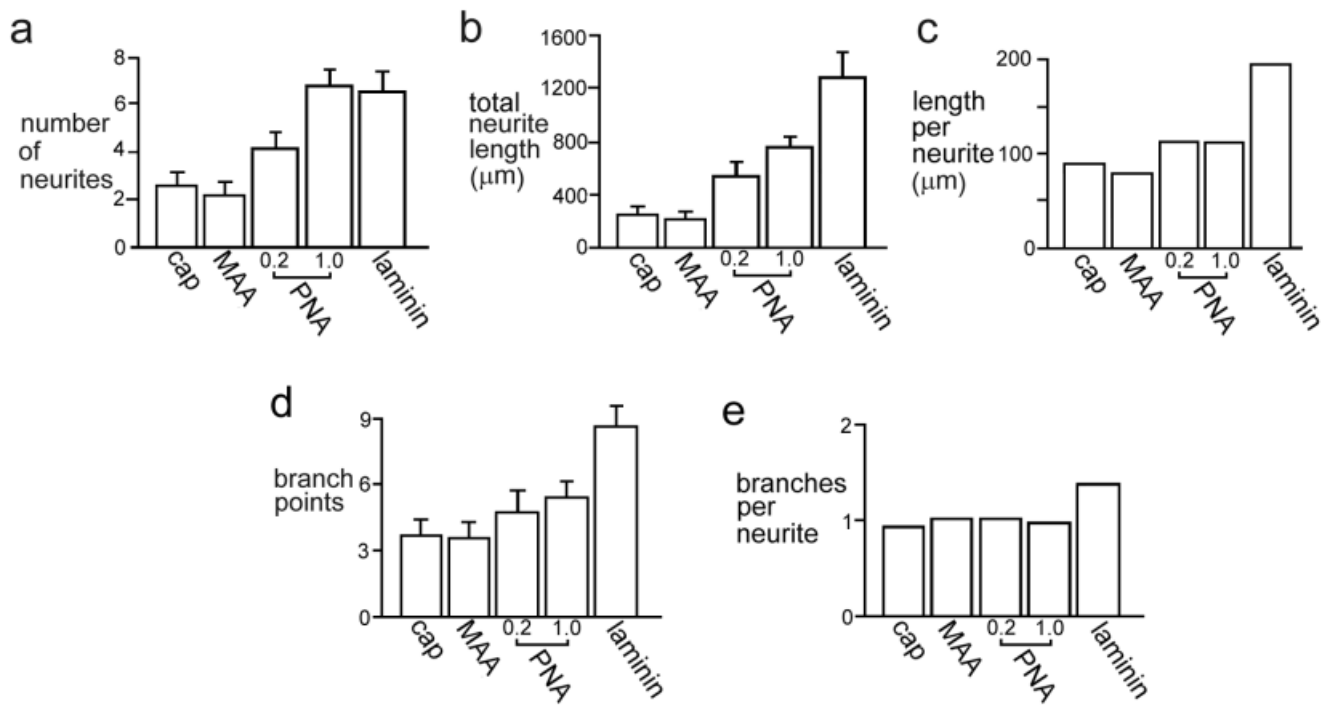 a
8
6
4
2
0
number
of
neurites
cap
MAA
0.2
1.0
PNA
laminin
b
1600
1200
800
400
0
total
neurite
length
(μm)
cap
MAA
0.2
1.0
PNA
laminin
c
200
100
0
length
per
neurite
(μm)
cap
MAA
0.2
1.0
PNA
laminin
d
9
6
3
0
branch
points
cap
MAA
0.2
1.0
PNA
laminin
e
2
1
0
branches
per
neurite
cap
MAA
0.2
1.0
PNA
laminin